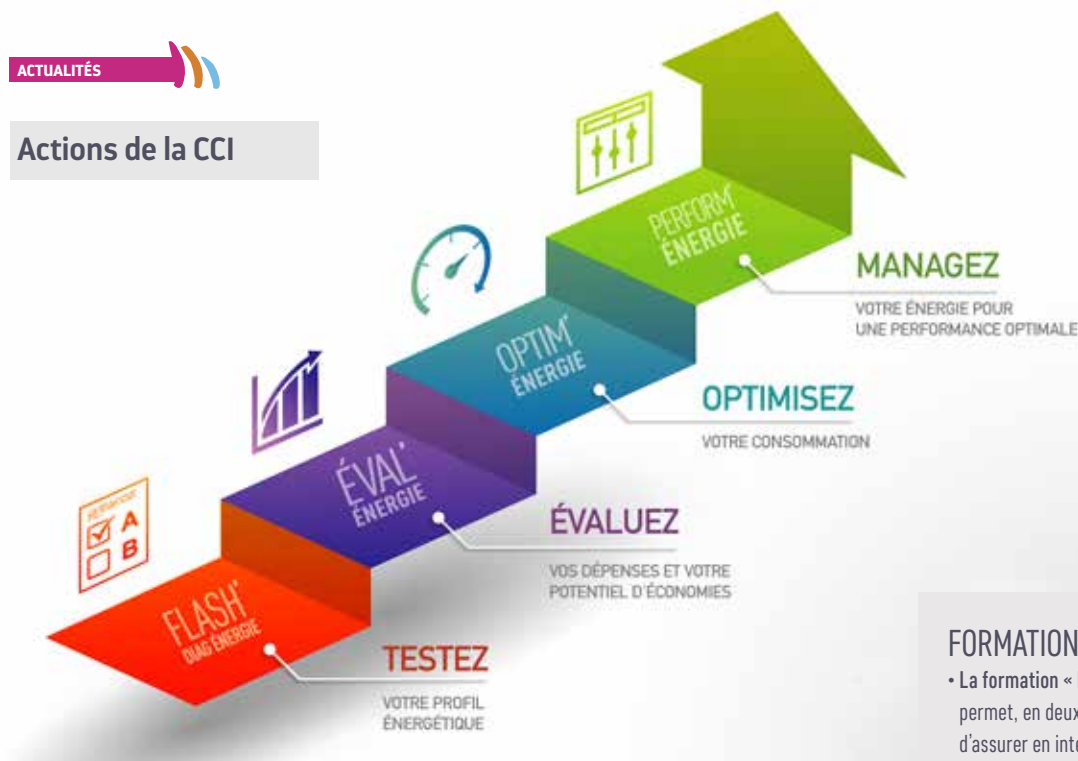 ACTUALITÉS
Actions de la CCI
PERFORM'
ÉNERGIE
MANAGEZ
VOTRE ÉNERGIE POUR
UNE PERFORMANCE OPTIMALE
OPTIM'
ÉNERGIE
OPTIMISEZ
VOTRE CONSOMMATION
ÉVAL'
ÉNERGIE
ÉVALUEZ
VOS DÉPENSES ET VOTRE
POTENTIEL D'ÉCONOMIES
A
B
FLASH'
DIAG ÉNERGIE
TESTEZ
VOTRE PROFIL
ÉNERGÉTIQUE
FORMATION
• La formation «
permet, en deux
d'assurer en